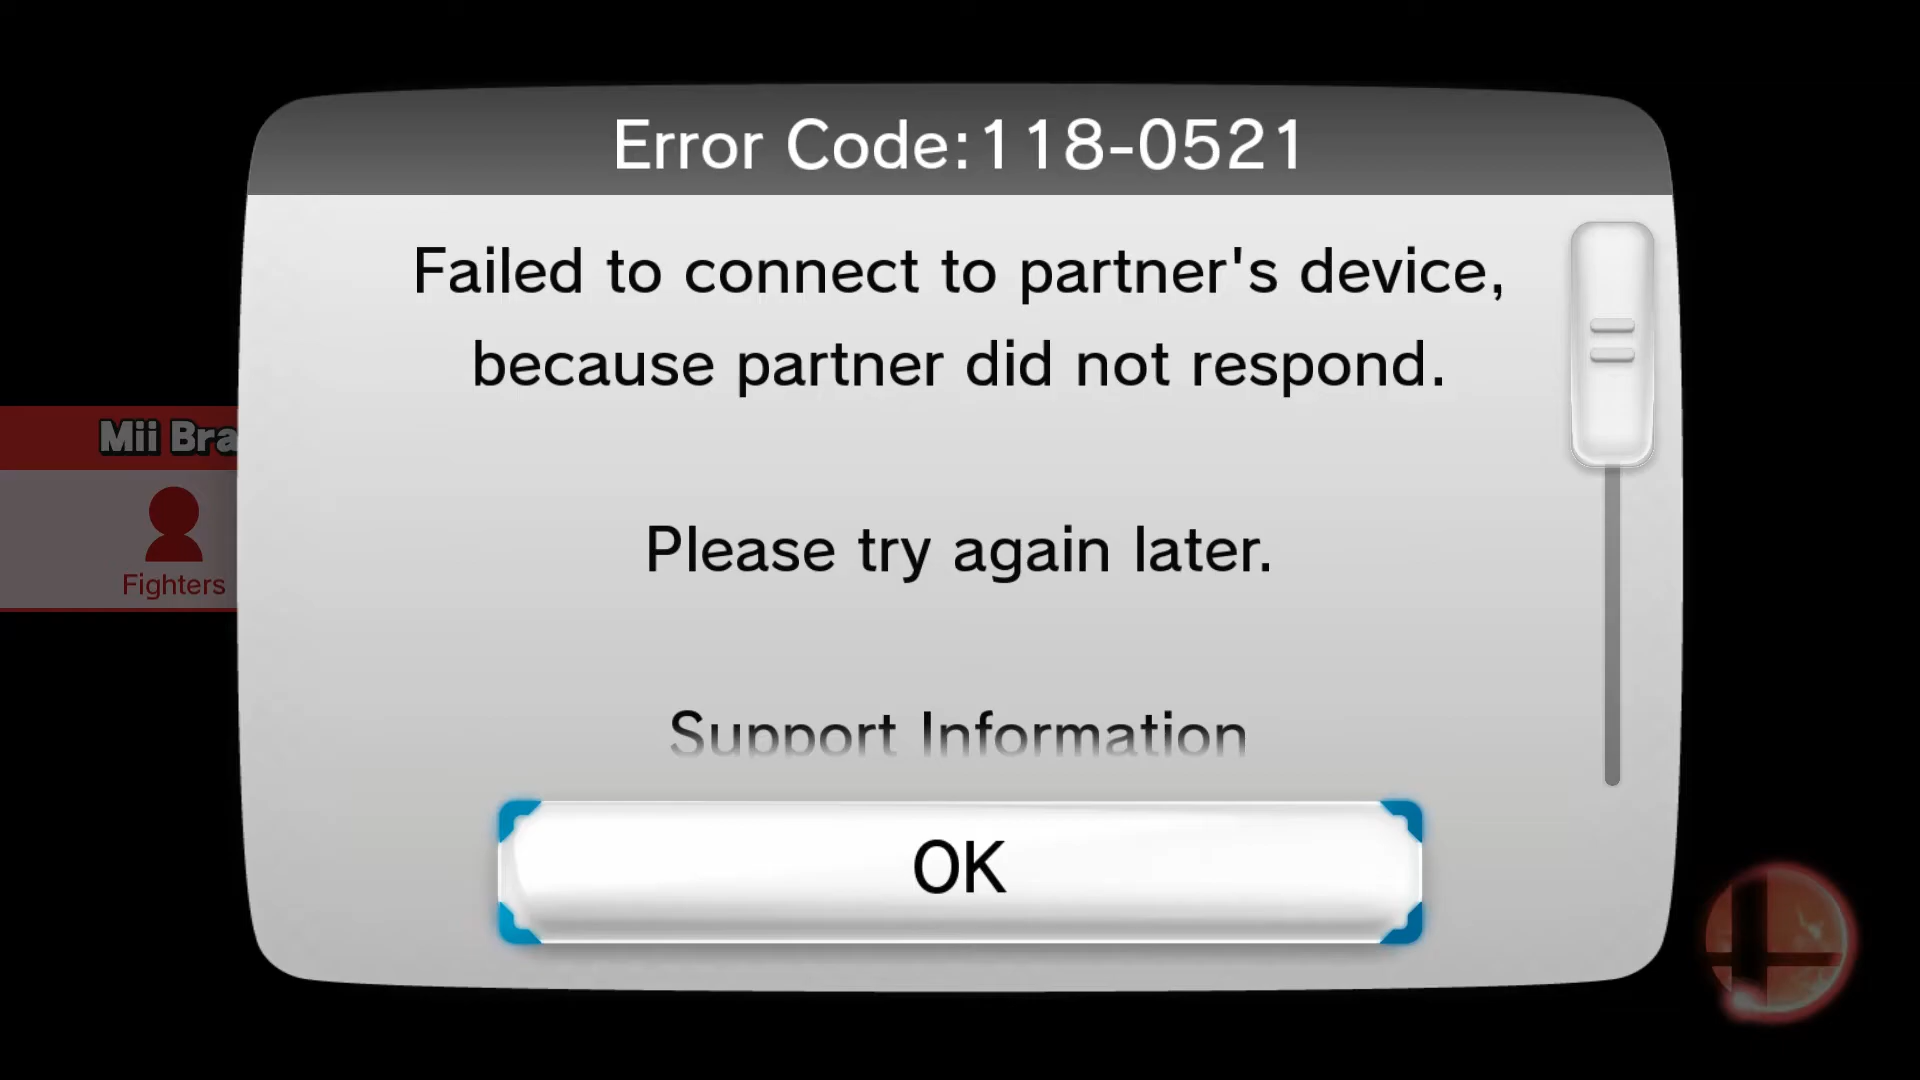 Error Code:118-0521
Failed to connect to partner's device,
because partner did not respond.
Mii Bra
Please try again later.
Fighters
Support Information
OK